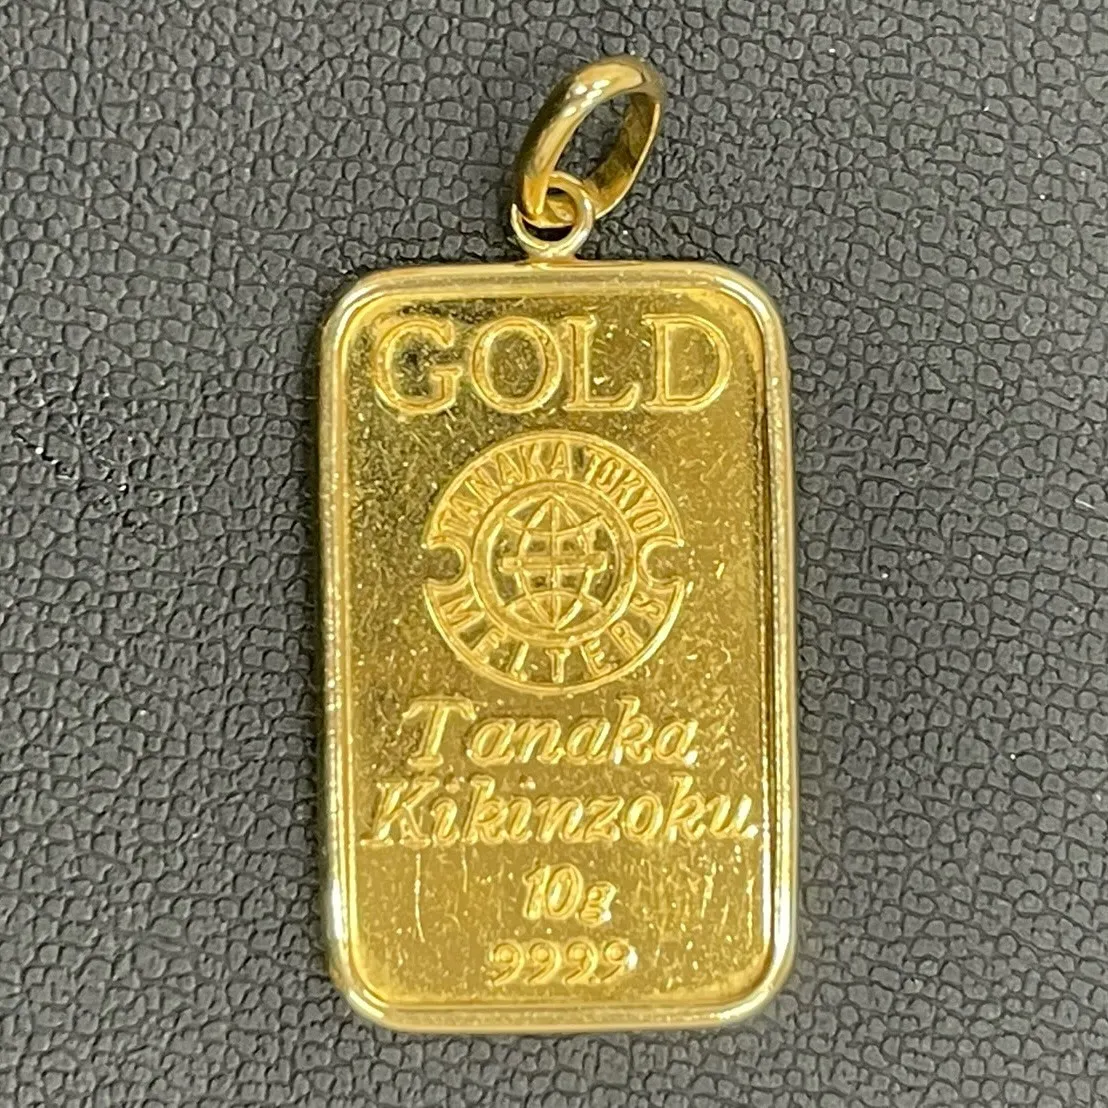 GOLD
TANAKA TOKYO
MELTERS
Tanaka
Kikinzoku
10g
9999